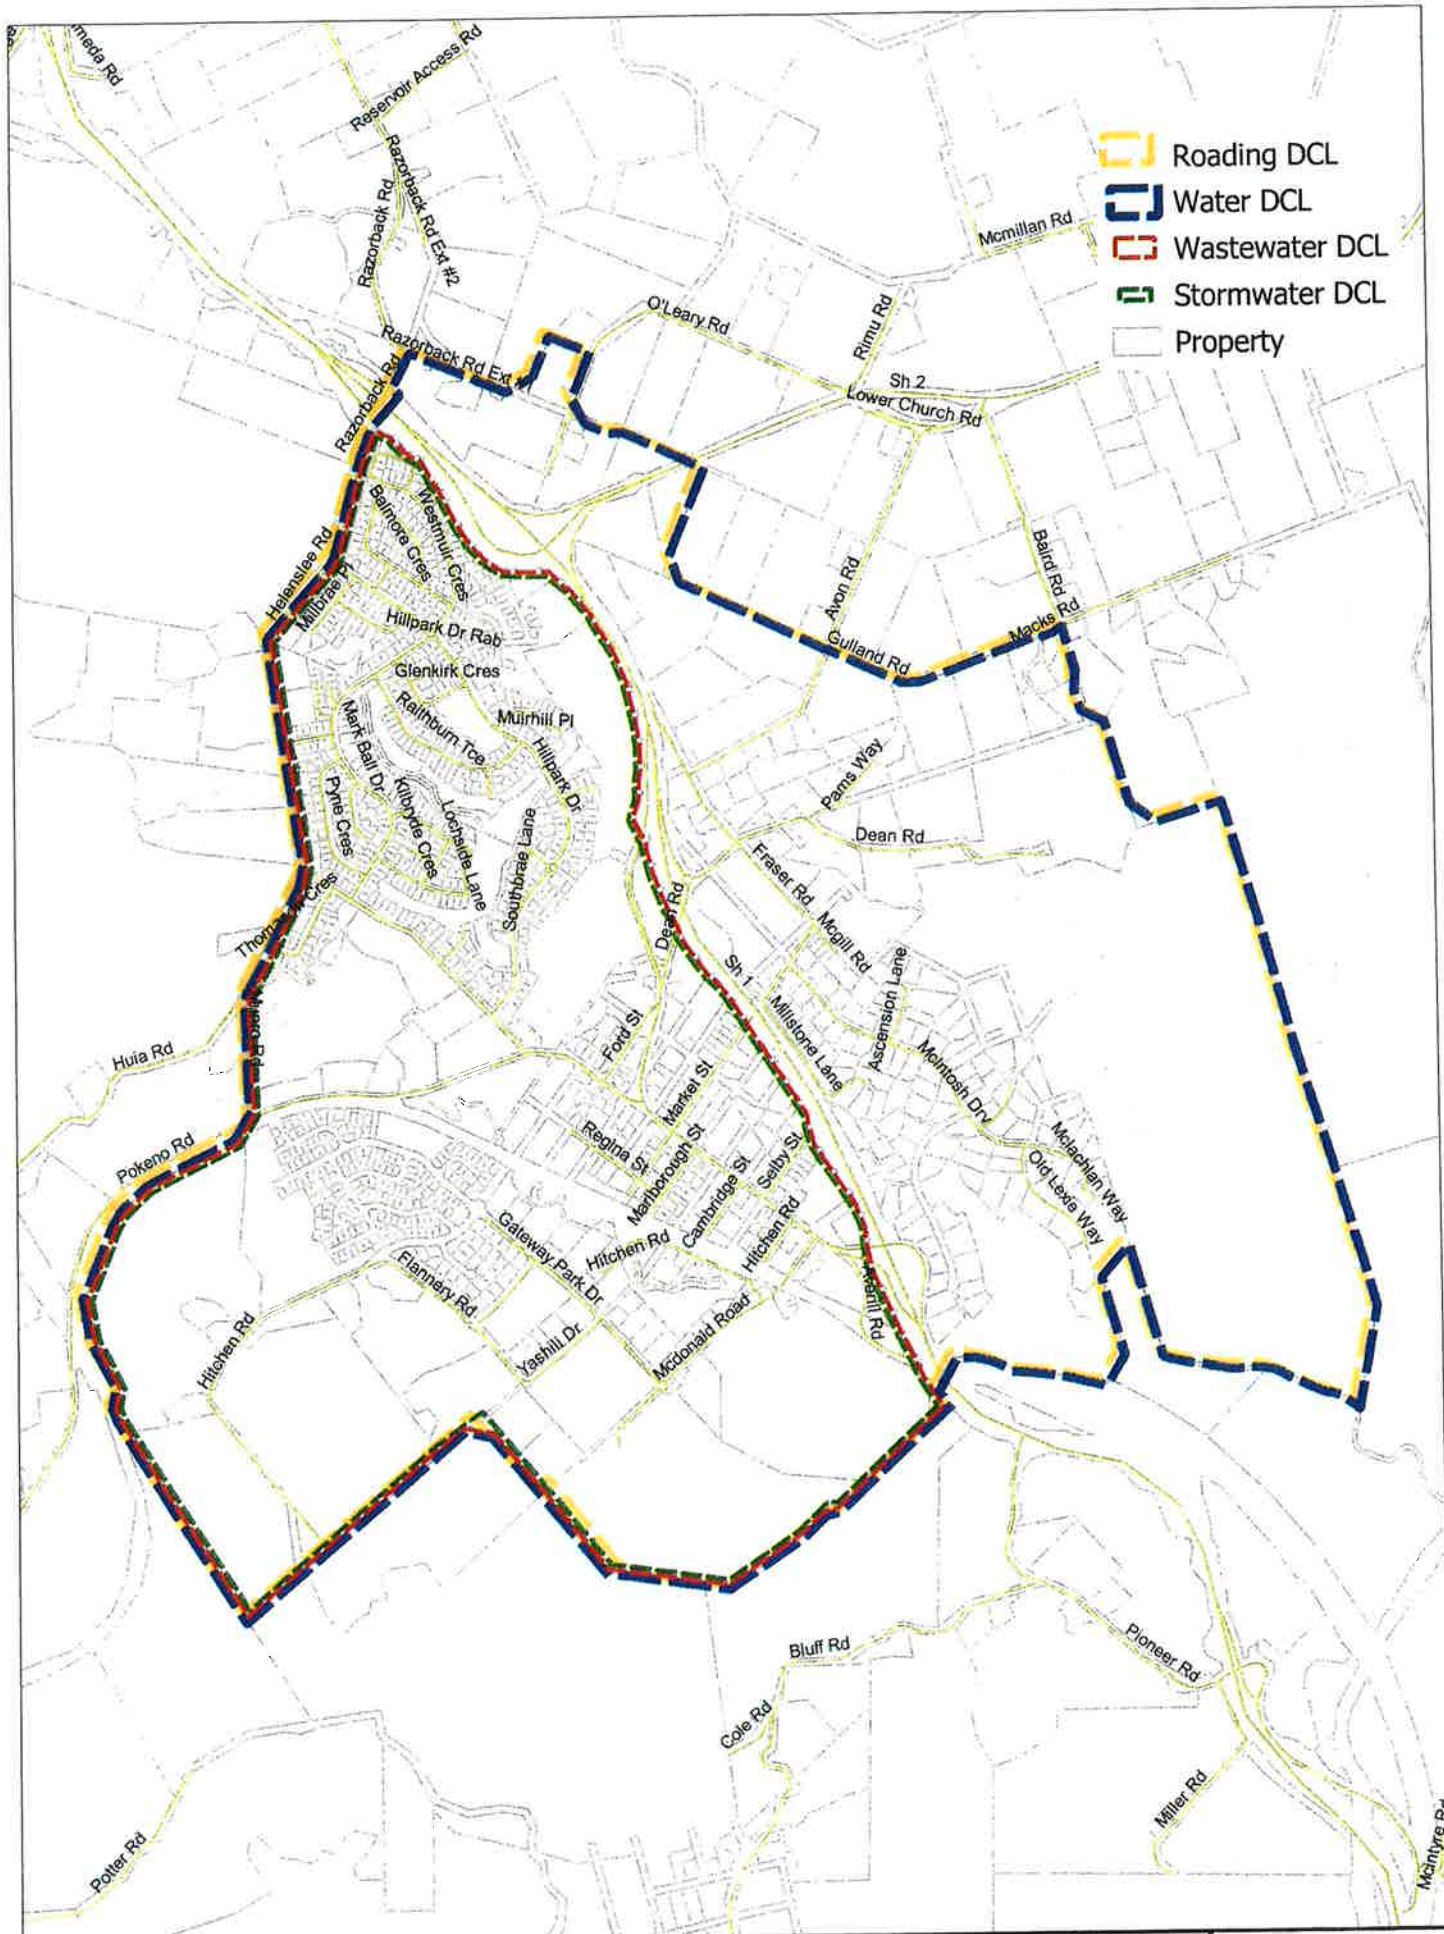 meda Rd
Reservoir Access Rd
Razorback Rd Ext #2
Razorback Rd
Roading DCL
Water DCL
Wastewater DCL
Stormwater DCL
Property
Mcmillan Rd
O'Leary Rd
Rimu Rd
Razorback Rd Ext
Razorback Rd
Sh 2
Lower Church Rd
Balmore Cres
Westmuir Cres
Helenslee Rd
Millbrae Pl
Hillpark Dr Rab
Glenkirk Cres
Avon Rd
Baird Rd
Macks Rd
Gulland Rd
Raithburn Tce
Muirhill Pl
Mark Ball Dr
Hillpark Dr
Pyne Cres
Kilbryde Cres
Lochside Lane
Southbrae Lane
Pams Way
Dean Rd
Fraser Rd
Mcgill Rd
Cres
Dean Rd
Sh 1
Ascension Lane
Millstone Lane
Mcintosh Drv
Huia Rd
Ford St
Market St
Regina St
Marlborough St
Cambridge St
Selby St
Mclachlan Way
Old Lexie Way
Pokeno Rd
Gateway Park Dr
Hitchen Rd
Hitchen Rd
Flannery Rd
Hitchen Rd
Yashili Dr
Mcdonald Road
Rd
Bluff Rd
Pioneer Rd
Cole Rd
Miller Rd
Potter Rd
McIntyre Rd